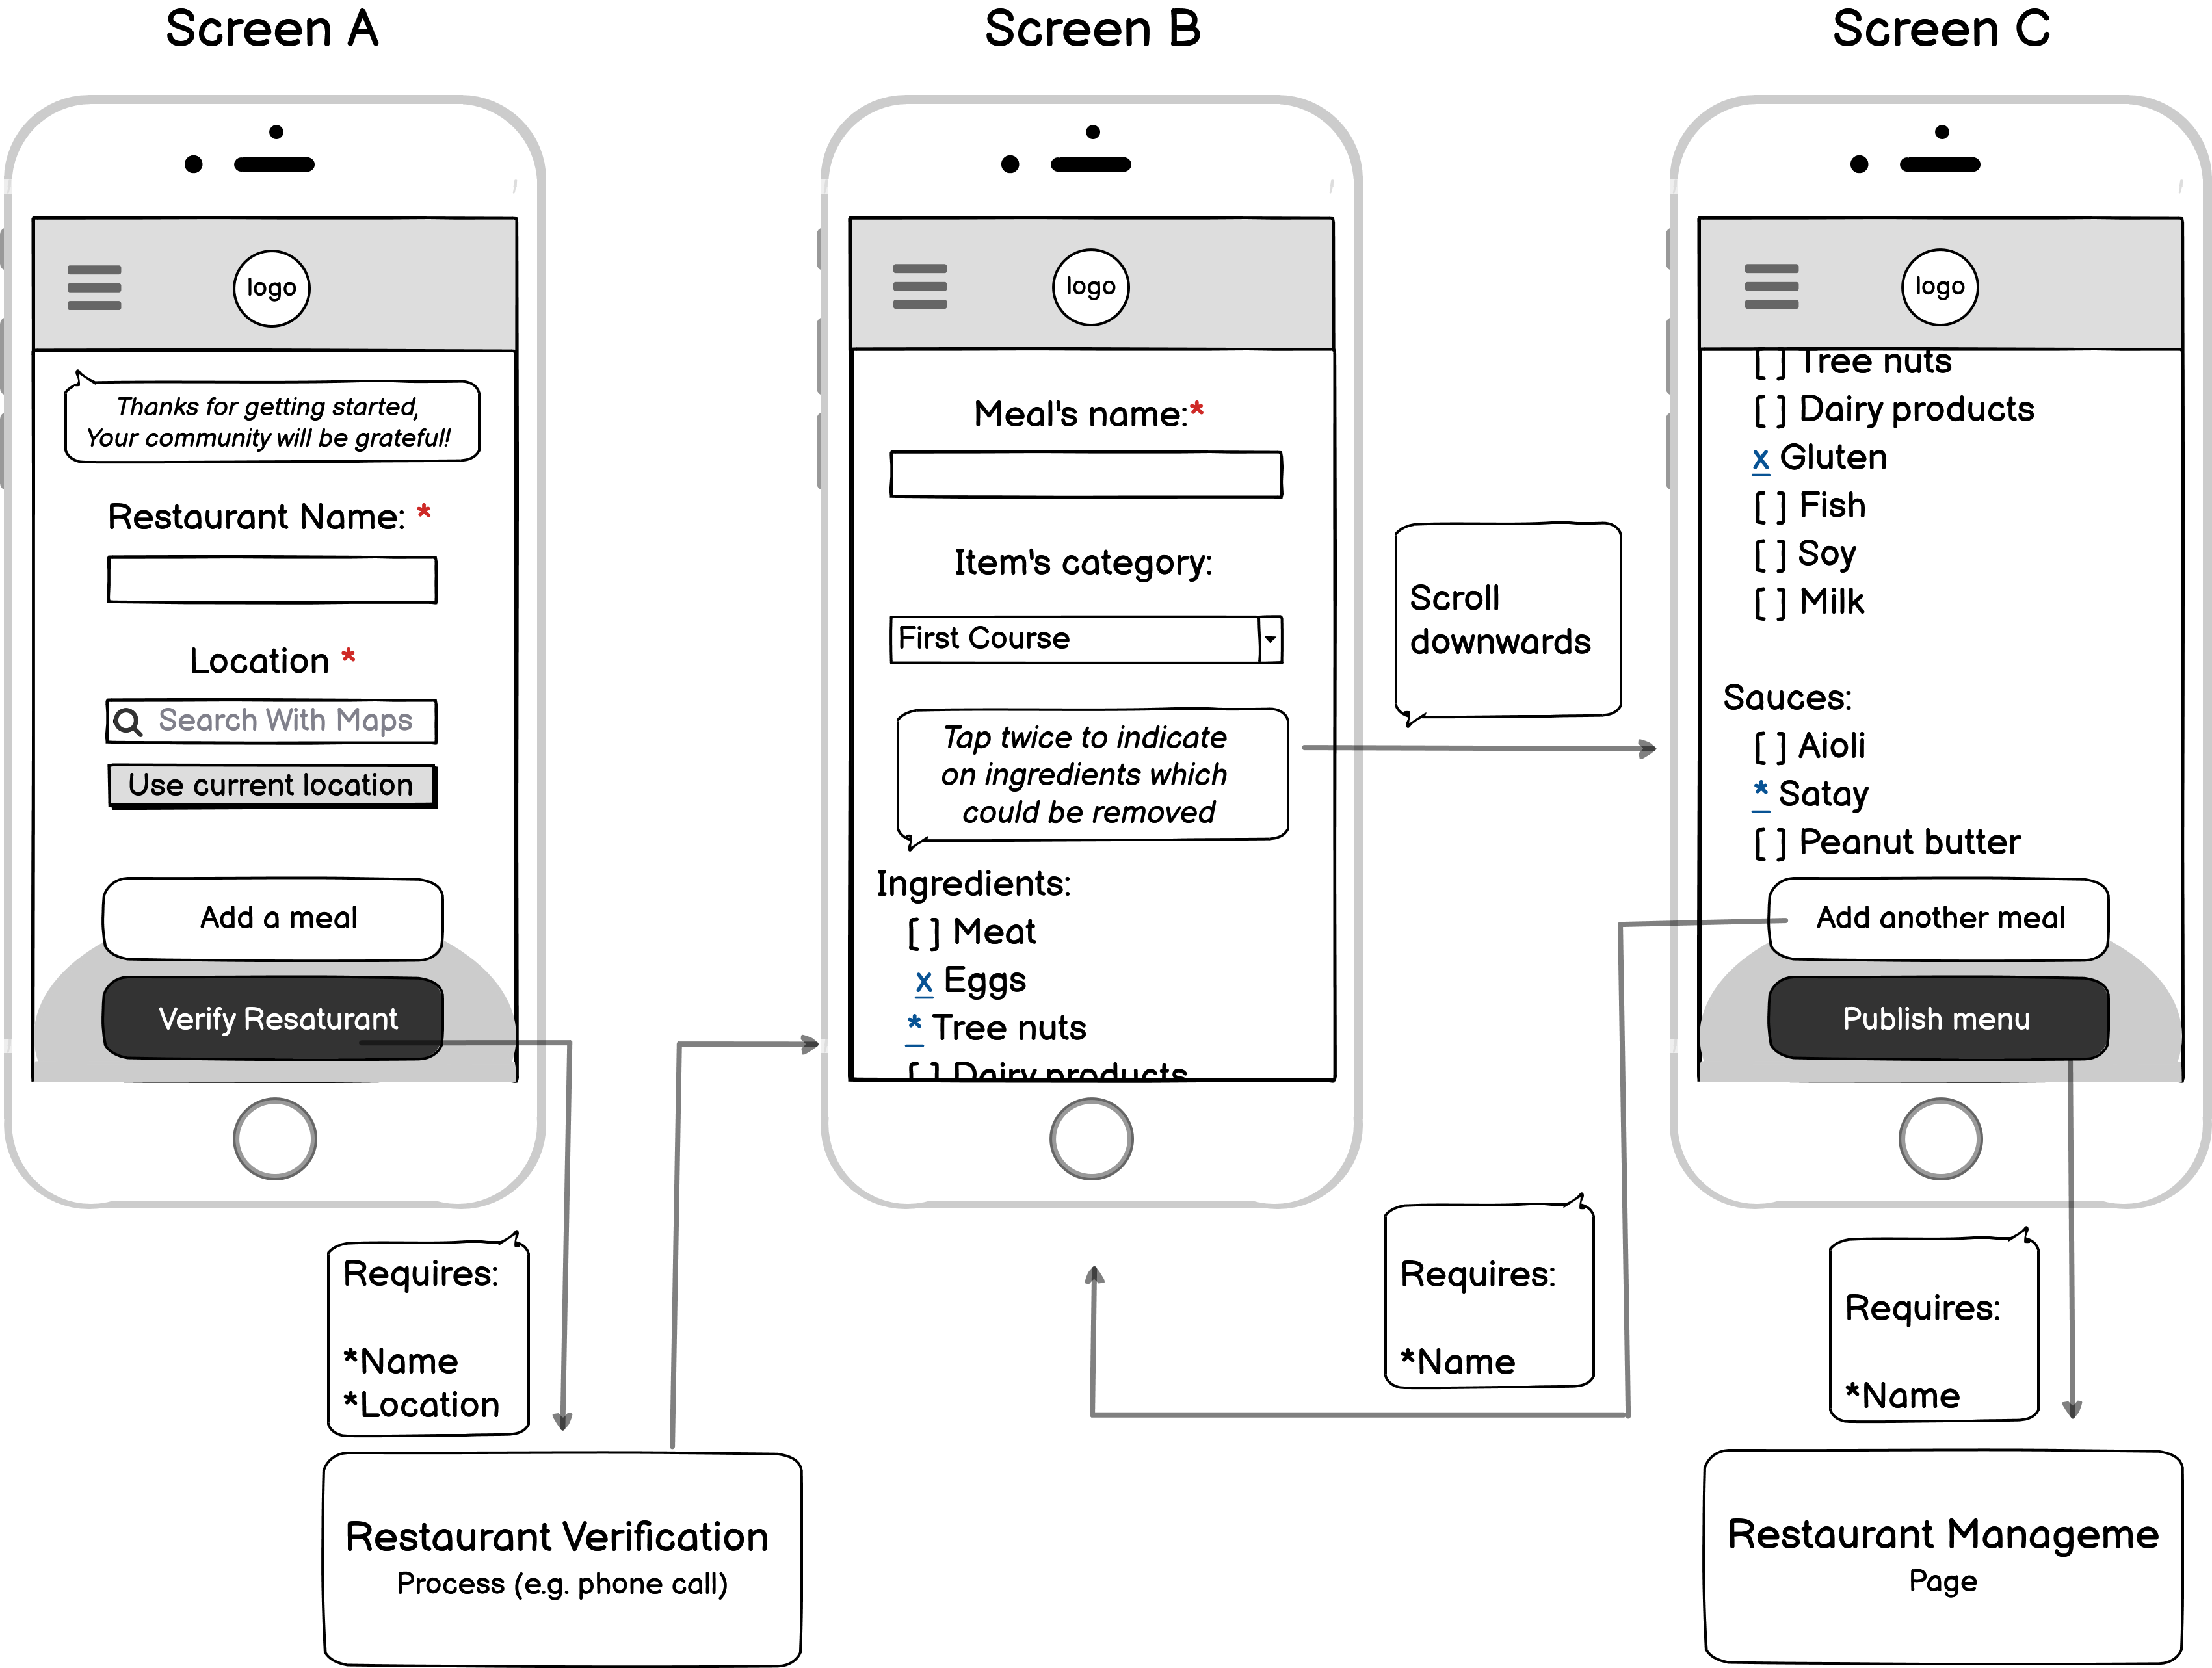 Screen A
logo
Thanks for getting started,
Your community will be grateful!
Restaurant Name: *
Location *
Search With Maps
Use current location
Add a meal
Verify Resaturant
Requires:
*Name
*Location
Restaurant Verification
Process (e.g. phone call)
Screen B
logo
Meal's name:*
Item's category:
First Course
Tap twice to indicate
on ingredients which
could be removed
Ingredients:
[ ] Meat
x Eggs
* Tree nuts
[ ] Dairy products
Scroll
downwards
Requires:
*Name
Screen C
logo
[ ] Tree nuts
[ ] Dairy products
x Gluten
[ ] Fish
[ ] Soy
[ ] Milk
Sauces:
[ ] Aioli
* Satay
[ ] Peanut butter
Add another meal
Publish menu
Requires:
*Name
Restaurant Manageme
Page